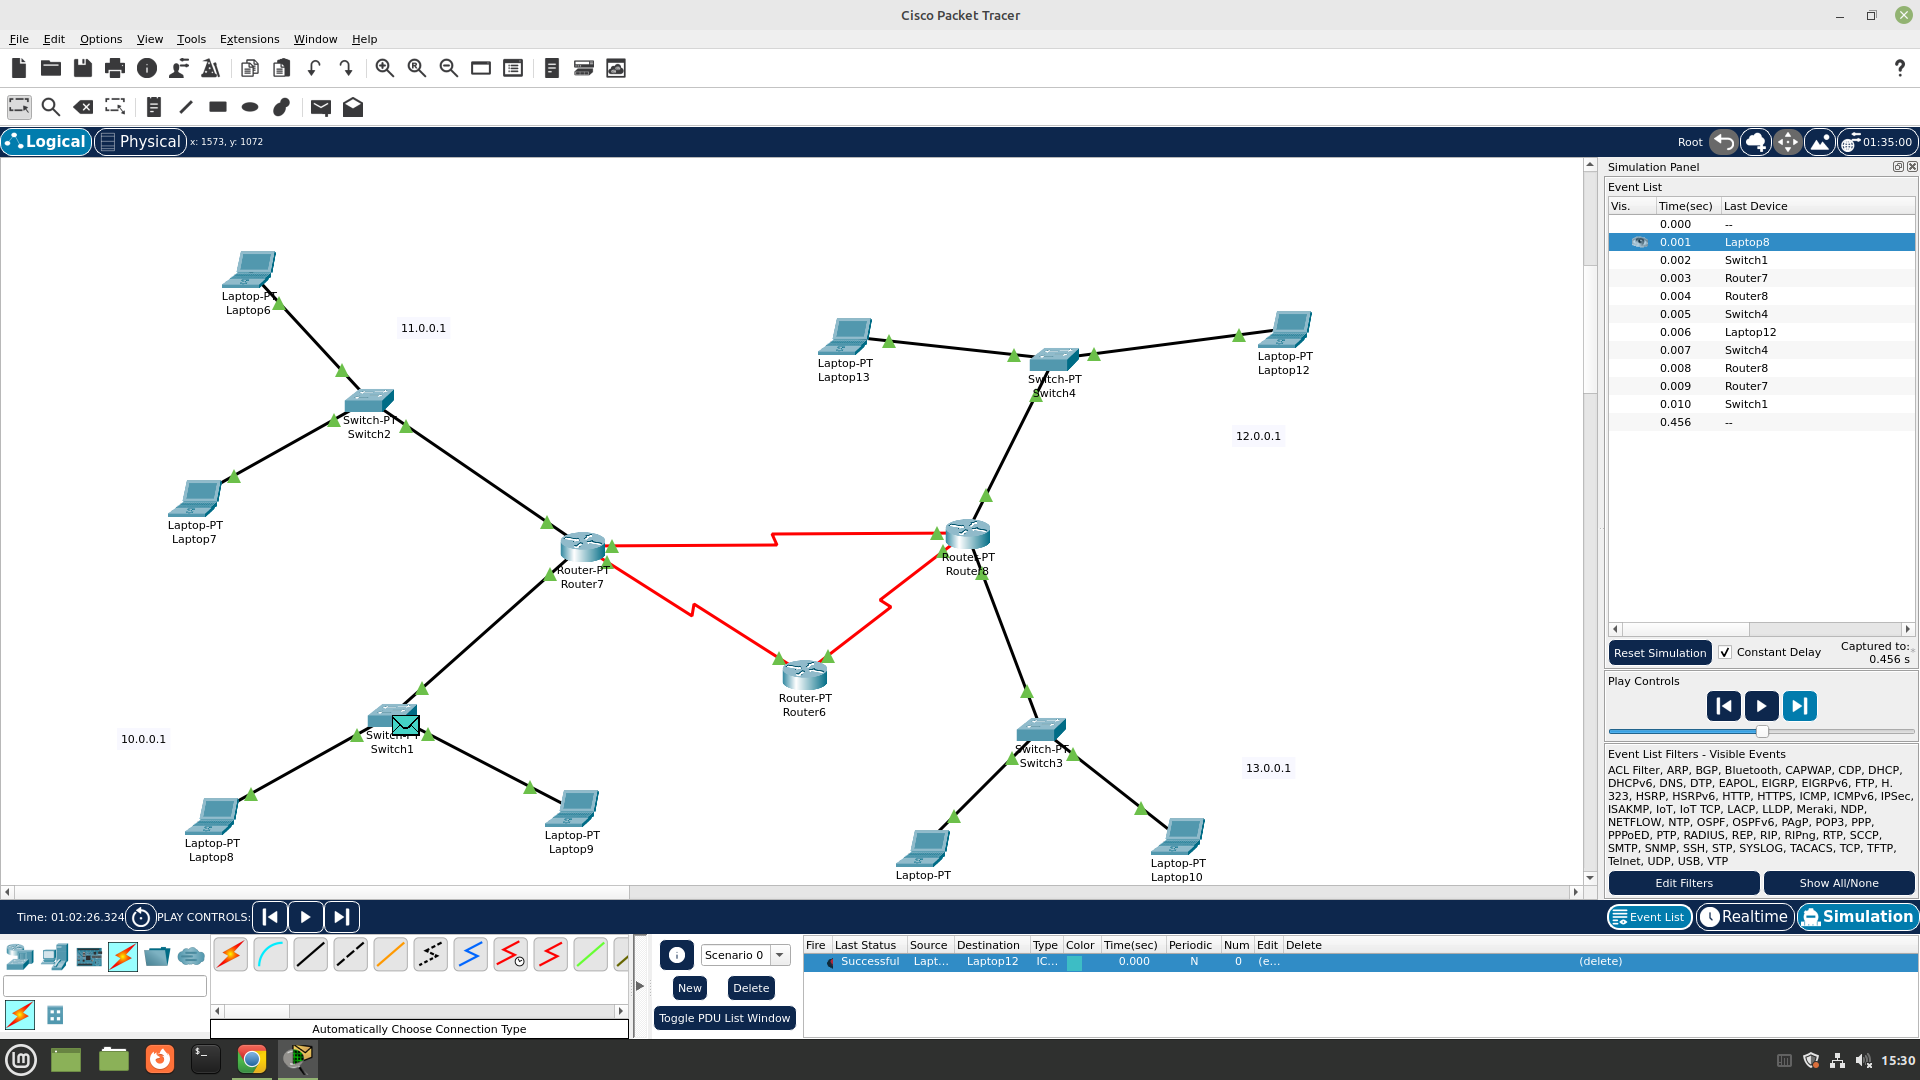 Cisco Packet Tracer
File Edit Options View Tools Extensions Window Help
Logical Physical x: 1573, y: 1072 Root 01:35:00
Laptop-PT
Laptop6
11.0.0.1
Switch-PT
Switch2
Laptop-PT
Laptop7
Laptop-PT
Laptop13
Switch-PT
Switch4
Laptop-PT
Laptop12
12.0.0.1
Router-PT
Router7
Router-PT
Router8
Router-PT
Router6
10.0.0.1
Switch-PT
Switch1
Laptop-PT
Laptop8
Laptop-PT
Laptop9
Switch-PT
Switch3
13.0.0.1
Laptop-PT
Laptop-PT
Laptop10
Simulation Panel
Event List
Vis. Time(sec) Last Device
0.000 --
0.001 Laptop8
0.002 Switch1
0.003 Router7
0.004 Router8
0.005 Switch4
0.006 Laptop12
0.007 Switch4
0.008 Router8
0.009 Router7
0.010 Switch1
0.456 --
Reset Simulation Constant Delay Captured to:
0.456 s
Play Controls
Event List Filters - Visible Events
ACL Filter, ARP, BGP, Bluetooth, CAPWAP, CDP, DHCP,
DHCPv6, DNS, DTP, EAPOL, EIGRP, EIGRPv6, FTP, H.
323, HSRP, HSRPv6, HTTP, HTTPS, ICMP, ICMPv6, IPSec,
ISAKMP, IoT, IoT TCP, LACP, LLDP, Meraki, NDP,
NETFLOW, NTP, OSPF, OSPFv6, PAgP, POP3, PPP,
PPPoED, PTP, RADIUS, REP, RIP, RIPng, RTP, SCCP,
SMTP, SNMP, SSH, STP, SYSLOG, TACACS, TCP, TFTP,
Telnet, UDP, USB, VTP
Edit Filters Show All/None
Time: 01:02:26.324 PLAY CONTROLS: Event List Realtime Simulation
Automatically Choose Connection Type
Scenario 0
New Delete
Toggle PDU List Window
Fire Last Status Source Destination Type Color Time(sec) Periodic Num Edit Delete
Successful Lapt... Laptop12 IC... 0.000 N 0 (e... (delete)
15:30